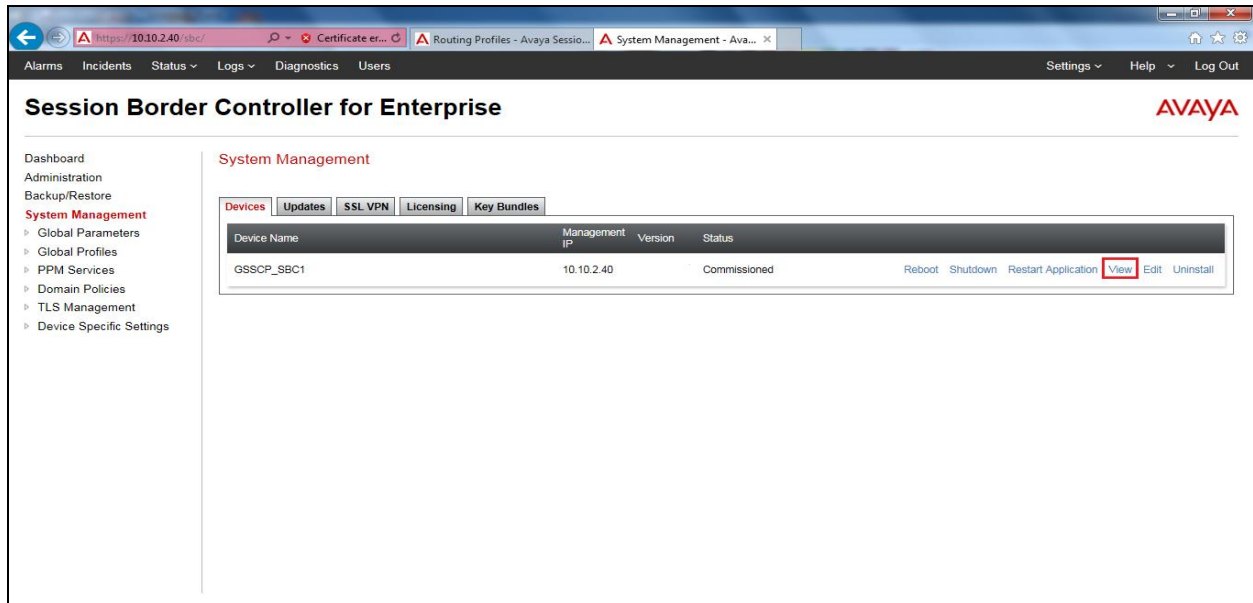 https://10.10.2.40/sbc/ Certificate er... Routing Profiles - Avaya Sessio... System Management - Ava...
Alarms Incidents Status Logs Diagnostics Users Settings Help Log Out
Session Border Controller for Enterprise
AVAYA
Dashboard
Administration
Backup/Restore
System Management
Global Parameters
Global Profiles
PPM Services
Domain Policies
TLS Management
Device Specific Settings
System Management
Devices Updates SSL VPN Licensing Key Bundles
Device Name Management IP Version Status
GSSCP_SBC1 10.10.2.40 Commissioned Reboot Shutdown Restart Application View Edit Uninstall